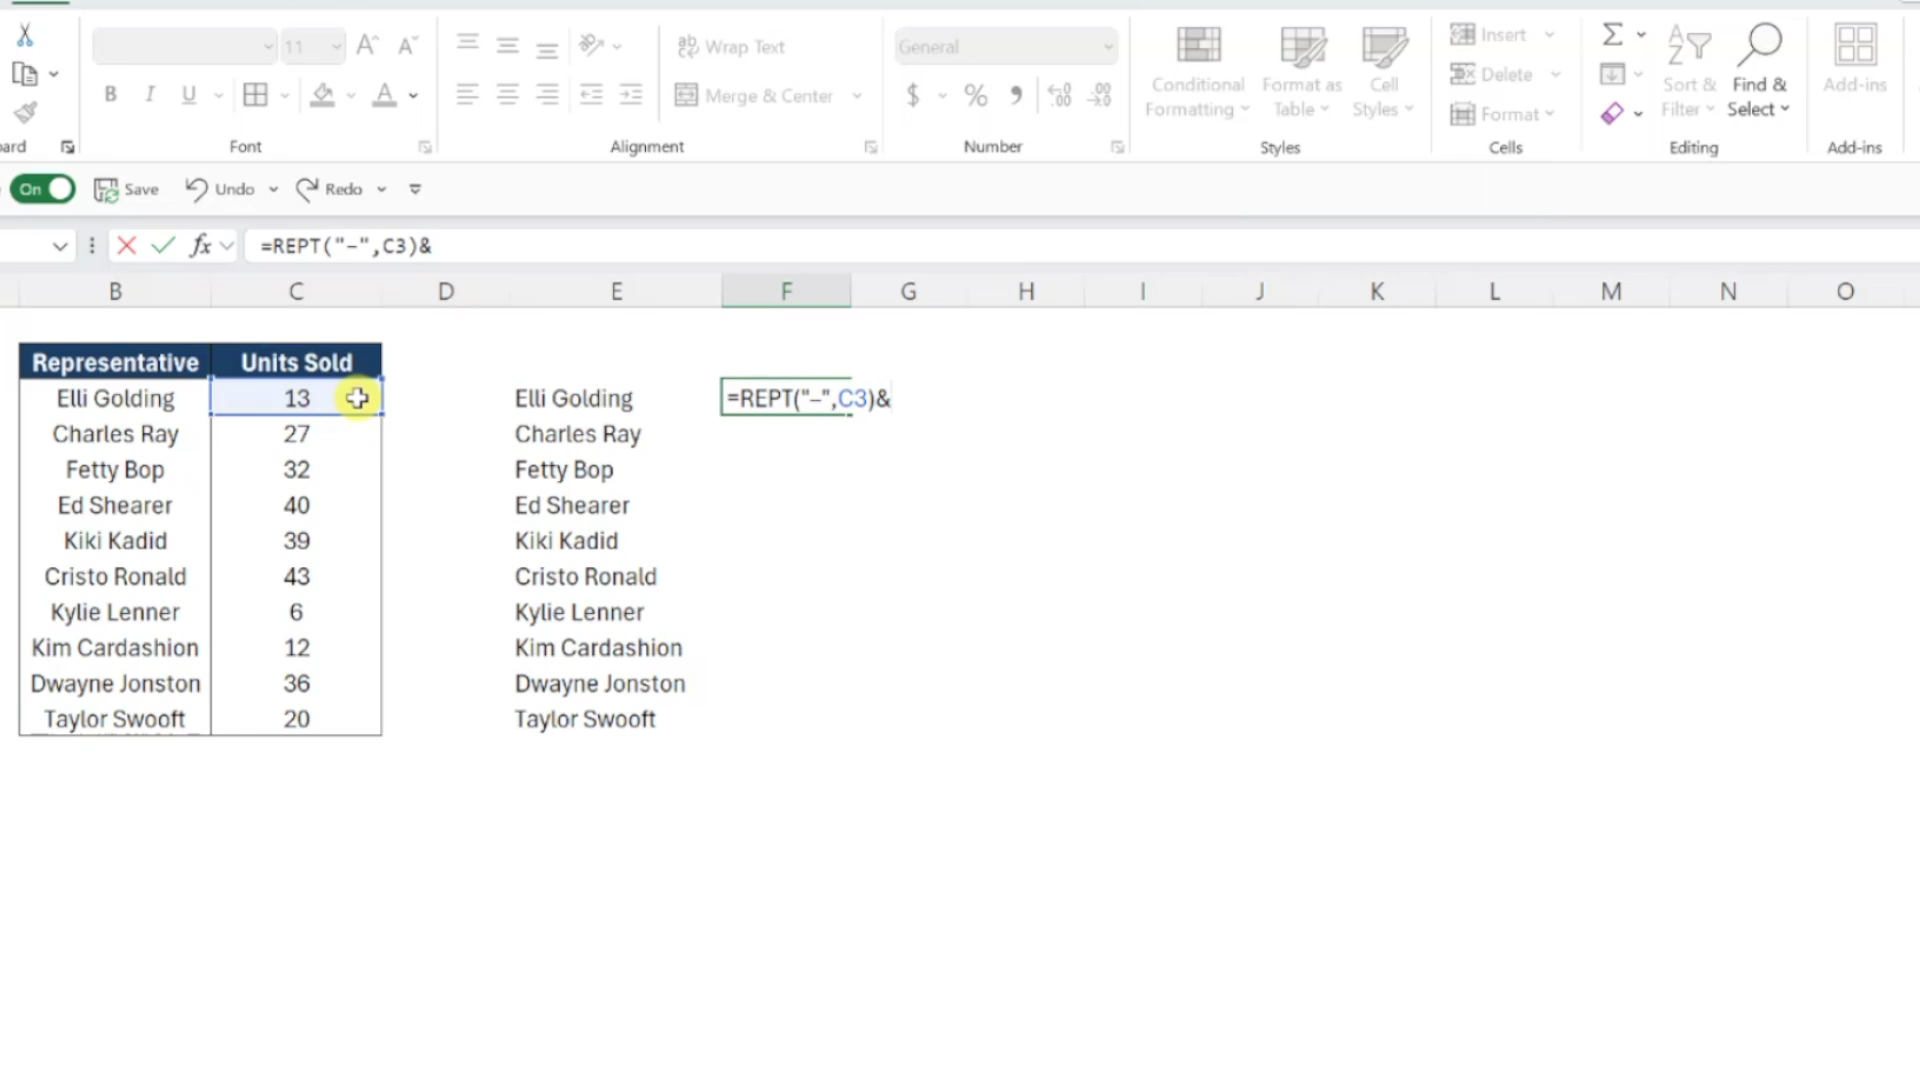 11 Wrap Text General Insert
Delete
Format
B I U Merge & Center $ % , Conditional Formatting Format as Table Cell Styles Sort & Filter Find & Select Add-ins
ard Font Alignment Number Styles Cells Editing Add-ins
On Save Undo Redo
fx =REPT("-",C3)&
B C D E F G H I J K L M N O
Representative Units Sold
Elli Golding 13 Elli Golding =REPT("-",C3)&
Charles Ray 27 Charles Ray
Fetty Bop 32 Fetty Bop
Ed Shearer 40 Ed Shearer
Kiki Kadid 39 Kiki Kadid
Cristo Ronald 43 Cristo Ronald
Kylie Lenner 6 Kylie Lenner
Kim Cardashion 12 Kim Cardashion
Dwayne Jonston 36 Dwayne Jonston
Taylor Swooft 20 Taylor Swooft